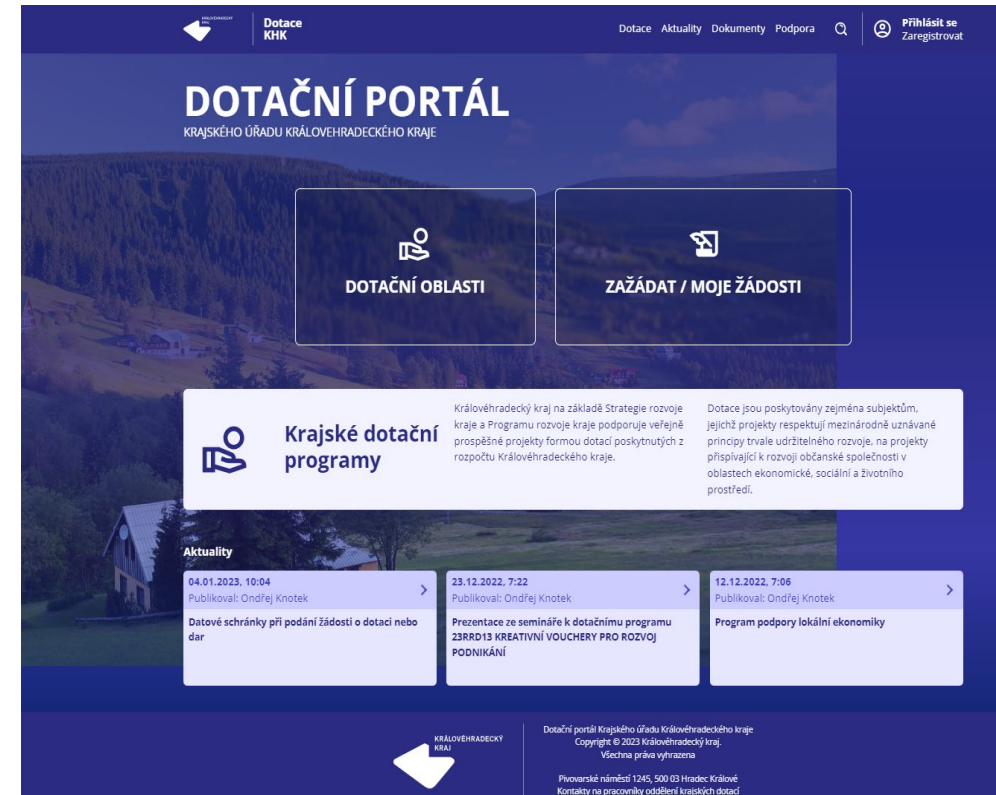 KRÁLOVÉHRADECKÝ
KRAJ
Dotace
KHK
Dotace Aktuality Dokumenty Podpora
Přihlásit se
Zaregistrovat
DOTAČNÍ PORTÁL
KRAJSKÉHO ÚŘADU KRÁLOVEHRADECKÉHO KRAJE
DOTAČNÍ OBLASTI
ZAŽÁDAT / MOJE ŽÁDOSTI
Krajské dotační
programy
Královéhradecký kraj na základě Strategie rozvoje
kraje a Programu rozvoje kraje podporuje veřejně
prospěšné projekty formou dotací poskytnutých z
rozpočtu Královéhradeckého kraje.
Dotace jsou poskytovány zejména subjektům,
jejichž projekty respektují mezinárodně uznávané
principy trvale udržitelného rozvoje, na projekty
přispívající k rozvoji občanské společnosti v
oblastech ekonomické, sociální a životního
prostředí.
Aktuality
04.01.2023, 10:04
Publikoval: Ondřej Knotek
Datové schránky při podání žádosti o dotaci nebo
dar
23.12.2022, 7:22
Publikoval: Ondřej Knotek
Prezentace ze semináře k dotačnímu programu
23RRD13 KREATIVNÍ VOUCHERY PRO ROZVOJ
PODNIKÁNÍ
12.12.2022, 7:06
Publikoval: Ondřej Knotek
Program podpory lokální ekonomiky
KRÁLOVÉHRADECKÝ
KRAJ
Dotační portál Krajského úřadu Královéhradeckého kraje
Copyright © 2023 Královéhradecký kraj.
Všechna práva vyhrazena
Pivovarské náměstí 1245, 500 03 Hradec Králové
Kontakty na pracovníky oddělení krajských dotací